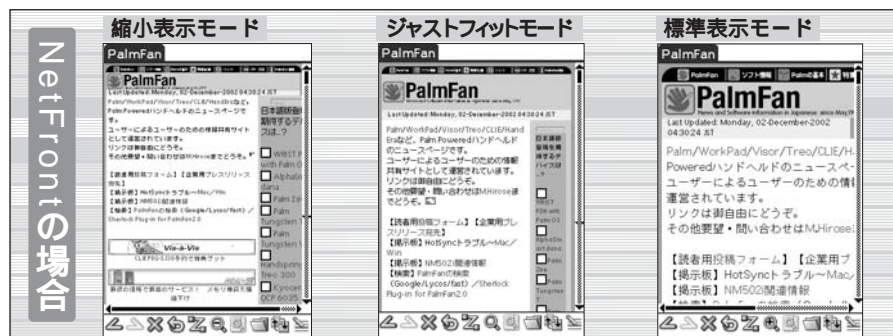 NetFrontの場合
縮小表示モード
PalmFan
PalmFan
Last Updated: Monday, 02-December-2002 04:30:24 JST
Palm/WorkPad/Visor/Treo/CLIE/Handeraなど、
Palm Poweredハンドヘルドのニュースページで
す。
ユーザーによるユーザーのための情報共有サイト
として運営されています。
リンクは御自由にどうぞ。
その他要望・問い合わせはM.Hiroseまでどうぞ。
【読者用投稿フォーム】【企業用プレスリリース
宛先】
【掲示板】HotSyncトラブル〜Mac/Win
【掲示板】NM502i関連情報
【検索】PalmFanの検索 (Google/Lycos/fast) /
Sherlock Plug-in for PalmFan2.0
Vis-à-Vis
ジャストフィットモード
PalmFan
PalmFan
Last Updated: Monday, 02-December-2002 04:30:24 JST
Palm/WorkPad/Visor/Treo/CLIE/Hand
Eraなど、Palm Poweredハンドヘルド
のニュースページです。
ユーザーによるユーザーのための情報
共有サイトとして運営されています。
リンクは御自由にどうぞ。
その他要望・問い合わせはM.Hiroseま
でどうぞ。
【読者用投稿フォーム】【企業用プレ
スリリース宛先】
【掲示板】HotSyncトラブル〜Mac/
Win
【掲示板】NM502i関連情報
【検索】PalmFanの検索
(Google/Lycos/fast) /Sherlock
Plug-in for PalmFan2.0
標準表示モード
PalmFan
PalmFan ソフト情報 Palmの基本
PalmFan
News and Software information in Japanese since May,19
Last Updated: Monday, 02-December-2002
04:30:24 JST
Palm/WorkPad/Visor/Treo/CLIE/H
Poweredハンドヘルドのニュースペー
ユーザーによるユーザーのための情
運営されています。
リンクは御自由にどうぞ。
その他要望・問い合わせはM.Hirose
【読者用投稿フォーム】【企業用プ
【掲示板】HotSyncトラブル〜Mac/
【掲示板】NM502i関連情報